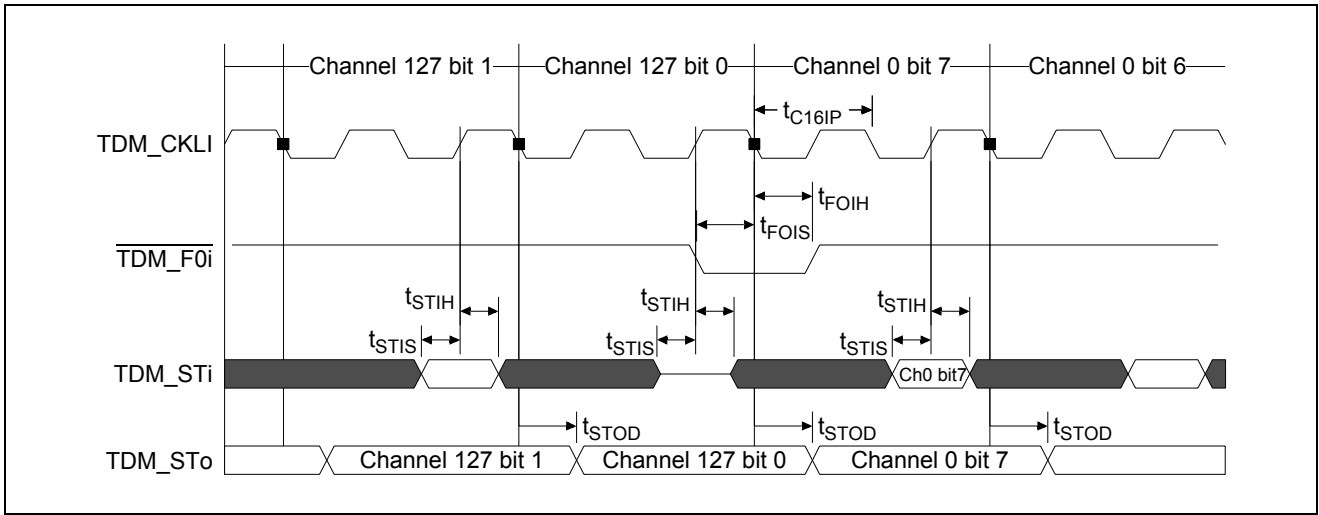 Channel 127 bit 1 Channel 127 bit 0 Channel 0 bit 7 Channel 0 bit 6
tC16IP
TDM_CKLI
tFOIH
tFOIS
TDM_F0i
tSTIH tSTIH tSTIH
tSTIS tSTIS tSTIS
TDM_STi Ch0 bit7
tSTOD tSTOD tSTOD
TDM_STo Channel 127 bit 1 Channel 127 bit 0 Channel 0 bit 7